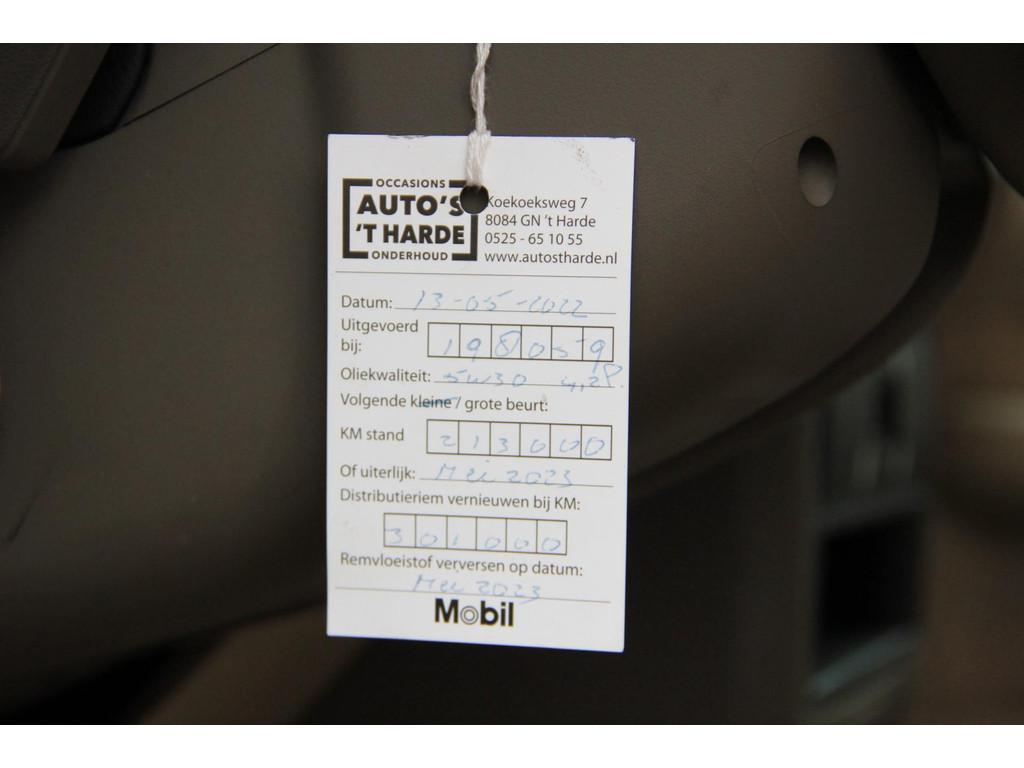 OCCASIONS
AUTO'S
'T HARDE
ONDERHOUD
Koekoeksweg 7
8084 GN 't Harde
0525 - 65 10 55
www.autostharde.nl
Datum: 13-05-2022
Uitgevoerd
bij: 198059
Oliekwaliteit: 5W30 4,2L
Volgende kleine / grote beurt:
KM stand 213000
Of uiterlijk: Mei 2023
Distributieriem vernieuwen bij KM:
301000
Remvloeistof verversen op datum:
Mei 2023
Mobil